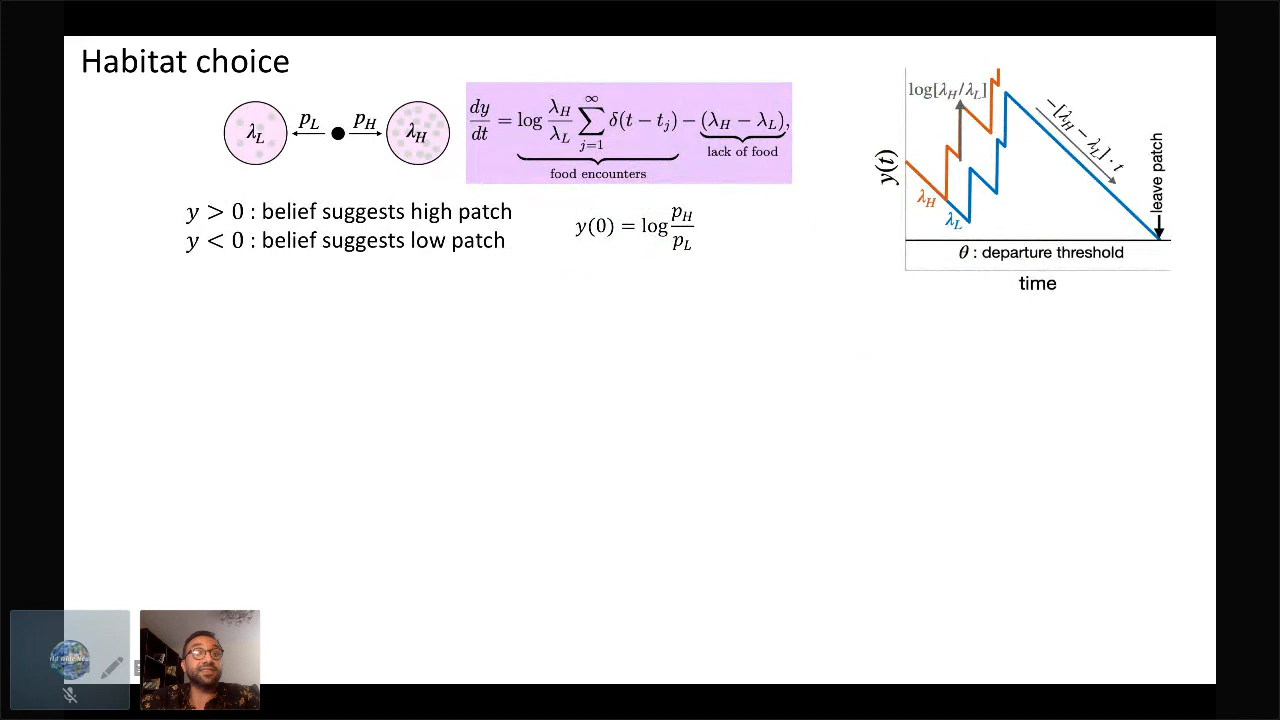 Habitat choice
λ_L p_L p_H λ_H
dy/dt = log λ_H/λ_L ∑_{j=1}^{∞} δ(t − t_j) − (λ_H − λ_L),
food encounters
lack of food
y > 0 : belief suggests high patch
y < 0 : belief suggests low patch
y(0) = log p_H/p_L
log[λ_H/λ_L]
−[λ_H − λ_L] · t
y(t)
λ_H
λ_L
leave patch
θ : departure threshold
time